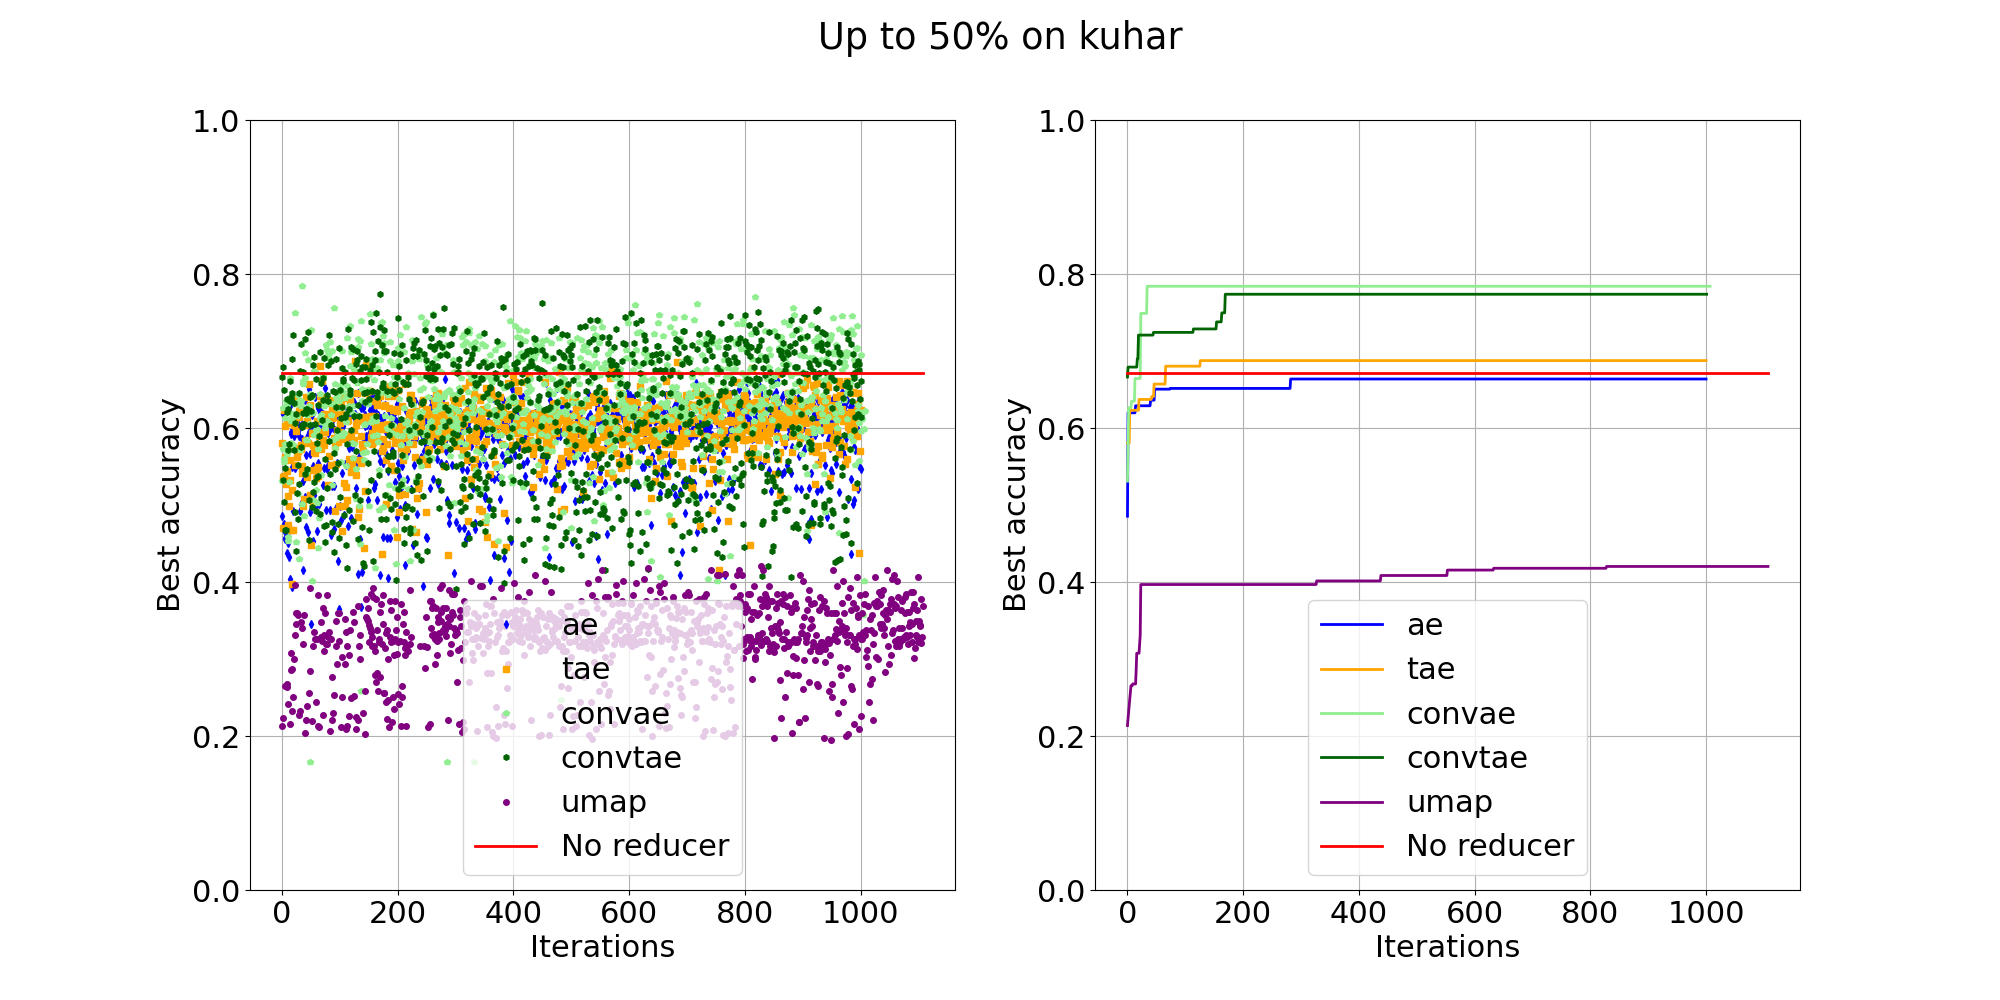 Up to 50% on kuhar
1.0
0.8
0.6
0.4
0.2
0.0
Best accuracy
0 200 400 600 800 1000
Iterations
ae
tae
convae
convtae
umap
No reducer
1.0
0.8
0.6
0.4
0.2
0.0
Best accuracy
0 200 400 600 800 1000
Iterations
ae
tae
convae
convtae
umap
No reducer